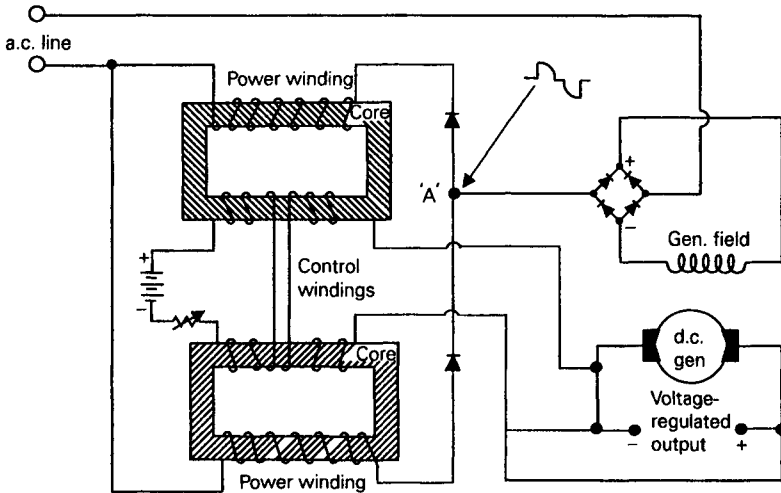 a.c. line
Power winding
Core
'A'
+
−
Gen. field
+
−
Control
windings
Core
d.c.
gen
Voltage-
regulated
− output +
Power winding